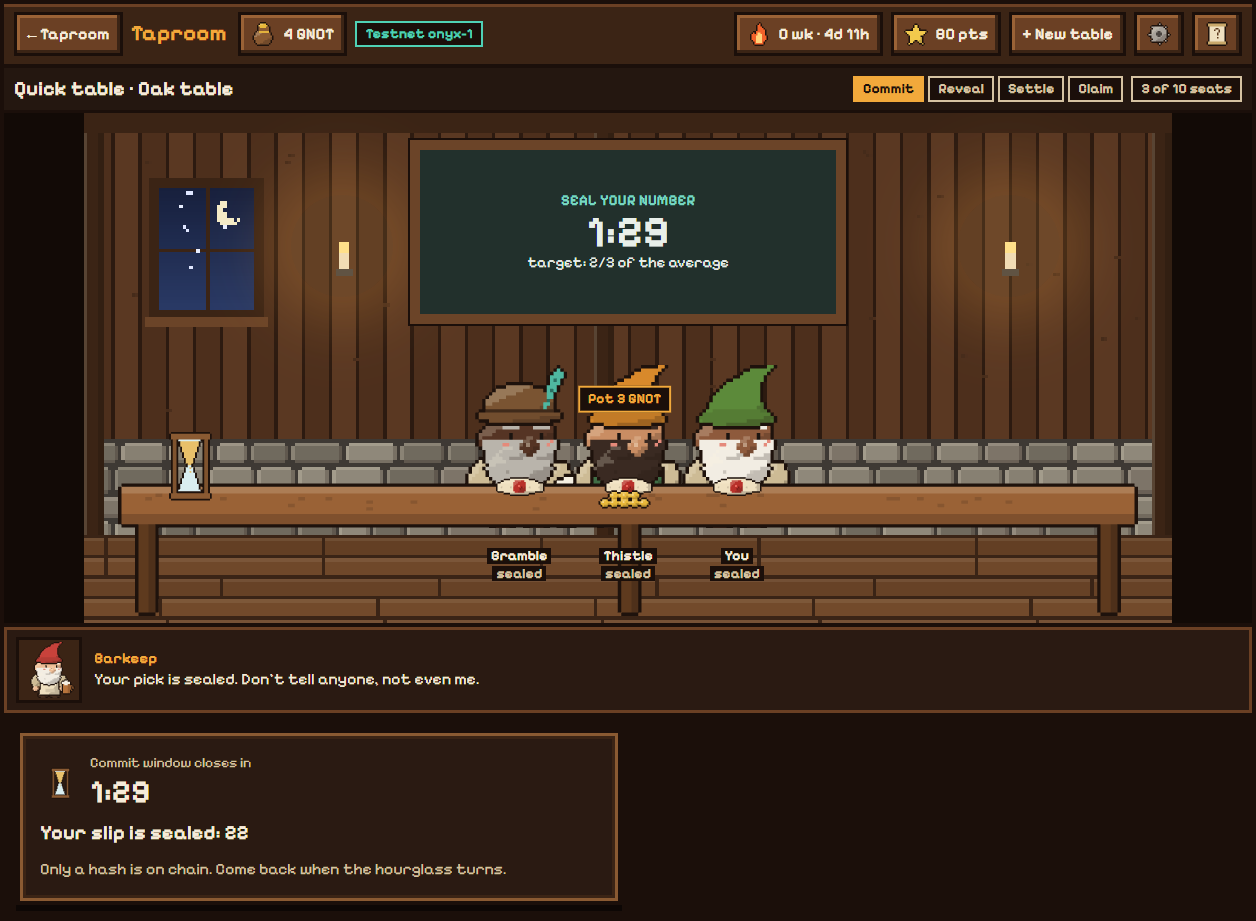 ←Taproom
Taproom
4 GNOT
Testnet onyx-1
0 wk · 4d 11h
80 pts
+ New table
?
Quick table · Oak table
Commit
Reveal
Settle
Claim
3 of 10 seats
SEAL YOUR NUMBER
1:29
target: 2/3 of the average
Pot 3 GNOT
Bramble
Thistle
You
sealed
sealed
sealed
Barkeep
Your pick is sealed. Don't tell anyone, not even me.
Commit window closes in
1:29
Your slip is sealed: 22
Only a hash is on chain. Come back when the hourglass turns.